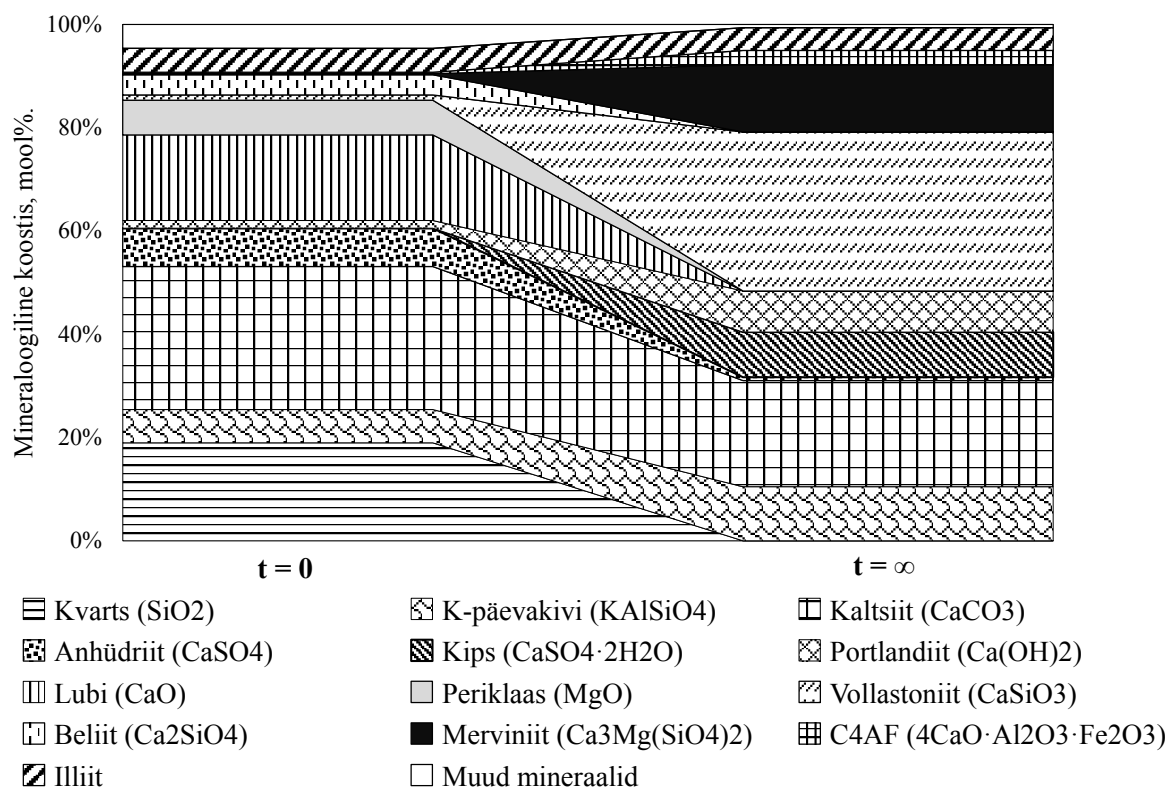 100%
80%
60%
40%
20%
0%
Mineraloogiline koostis, mool%.
t = 0
t = ∞
Kvarts (SiO2)
K-päevakivi (KAlSiO4)
Kaltsiit (CaCO3)
Anhüdriit (CaSO4)
Kips (CaSO4·2H2O)
Portlandiit (Ca(OH)2)
Lubi (CaO)
Periklaas (MgO)
Vollastoniit (CaSiO3)
Beliit (Ca2SiO4)
Merviniit (Ca3Mg(SiO4)2)
C4AF (4CaO·Al2O3·Fe2O3)
Illiit
Muud mineraalid